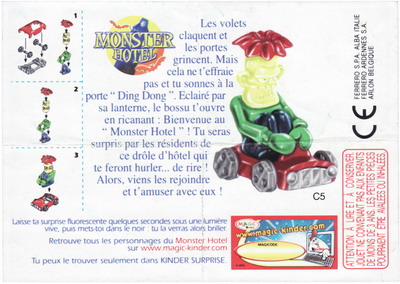 1
2
3
MONSTER
HOTEL
Les volets
claquent et
les portes
grincent. Mais
cela ne t'effraie
pas et tu sonnes à la
porte “ Ding Dong ”. Eclairé par
sa lanterne, le bossu t'ouvre
en ricanant : Bienvenue au
“ Monster Hotel ” ! Tu seras
surpris par les résidents de
ce drôle d'hôtel qui
te feront hurler... de rire !
Alors, viens les rejoindre
et t'amuser avec eux !
C5
Laisse ta surprise fluorescente quelques secondes sous une lumière
vive, puis mets-toi dans le noir : tu la verras alors briller.
Retrouve tous les personnages du Monster Hotel
sur www.magic-kinder.com
Tu peux le trouver seulement dans KINDER SURPRISE
www.magic-kinder.com
MAGICODE
FERRERO S.P.A. ALBA ITALIE
FERRERO ARDENNES S.A.
ARLON BELGIQUE
CE
ATTENTION À LIRE ET À CONSERVER
JOUET NE CONVENANT PAS AUX ENFANTS
DE MOINS DE 3 ANS. LES PETITES PIÈCES
POURRAIENT ÊTRE AVALÉES OU INHALÉES